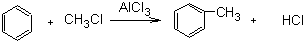 + CH3Cl AlCl3 CH3 + HCl